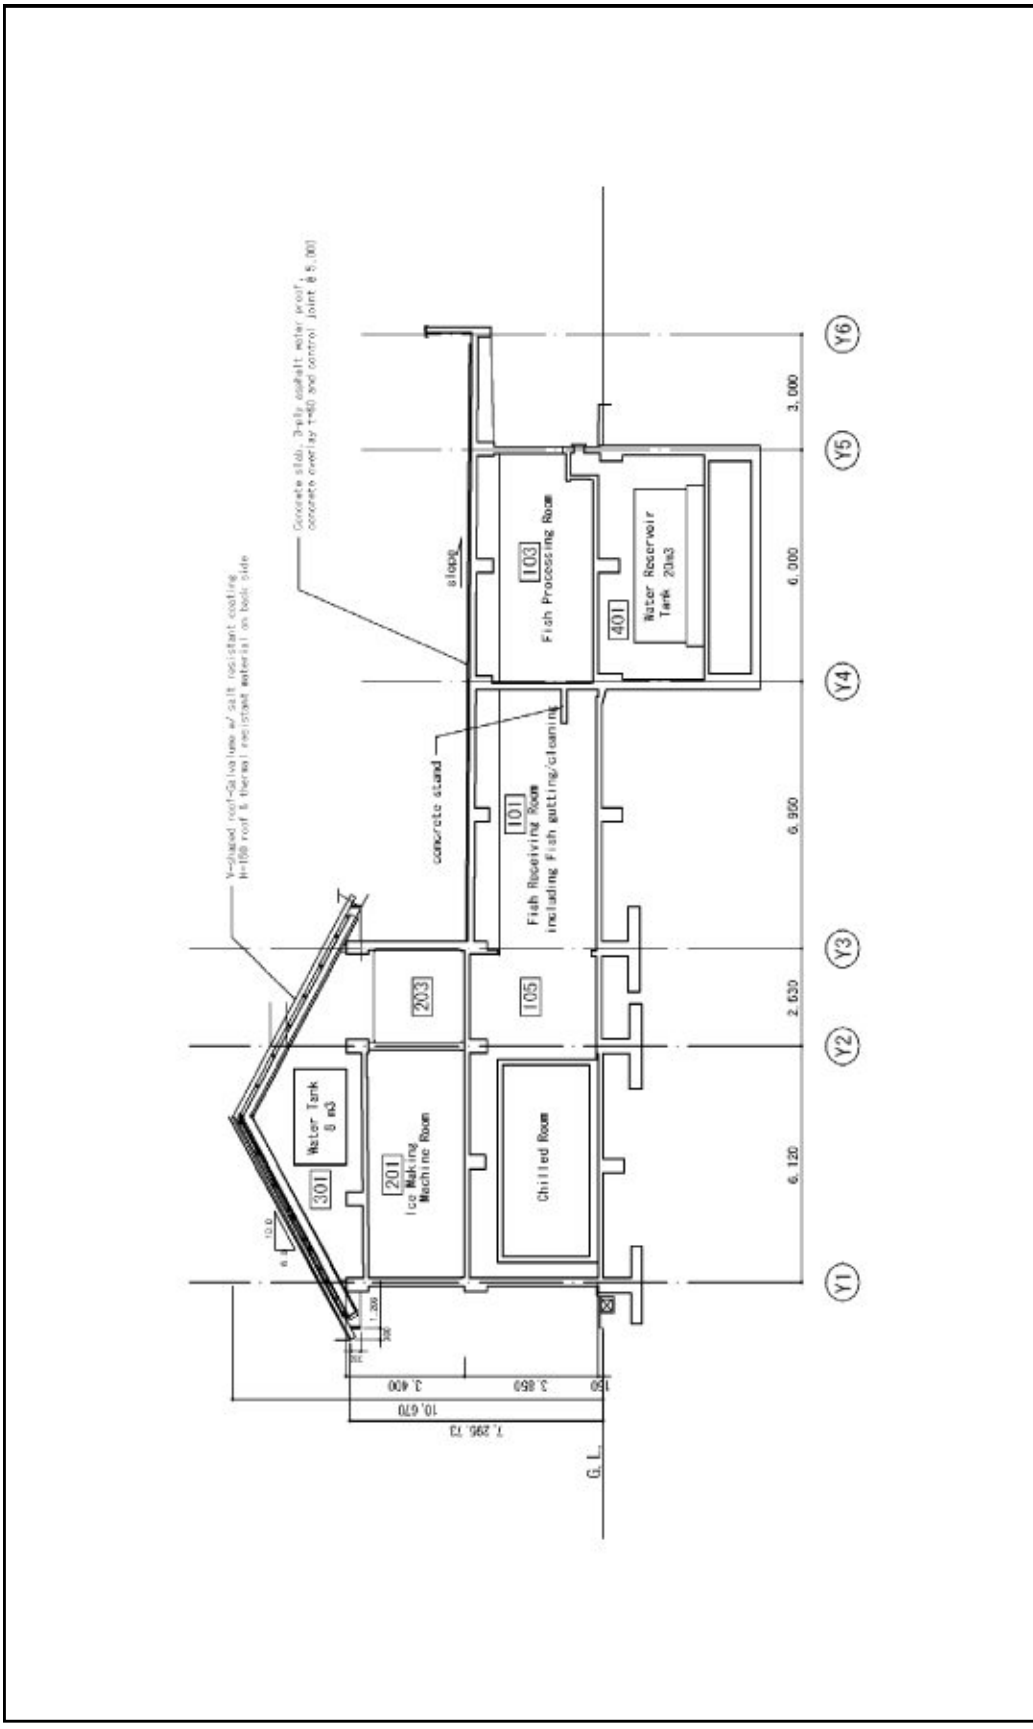 V-shaped roof-Galvalume w/ salt resistant coating
H=150 roof & thermal resistant material on back side
Concrete slab, 3-ply asphalt water proof,
concrete overlay t=60 and control joint @ 5,000
slope
concrete stand
10.0
Water Tank
8 m3
301
201
Ice Making
Machine Room
203
Chilled Room
105
101
Fish Receiving Room
including Fish gutting/cleaning
103
Fish Processing Room
401
Water Reservoir
Tank 20m3
1,200
3,400
3,850
150
10,670
7,295.73
G.L.
6,120
2,530
6,950
6,000
3,000
Y1
Y2
Y3
Y4
Y5
Y6